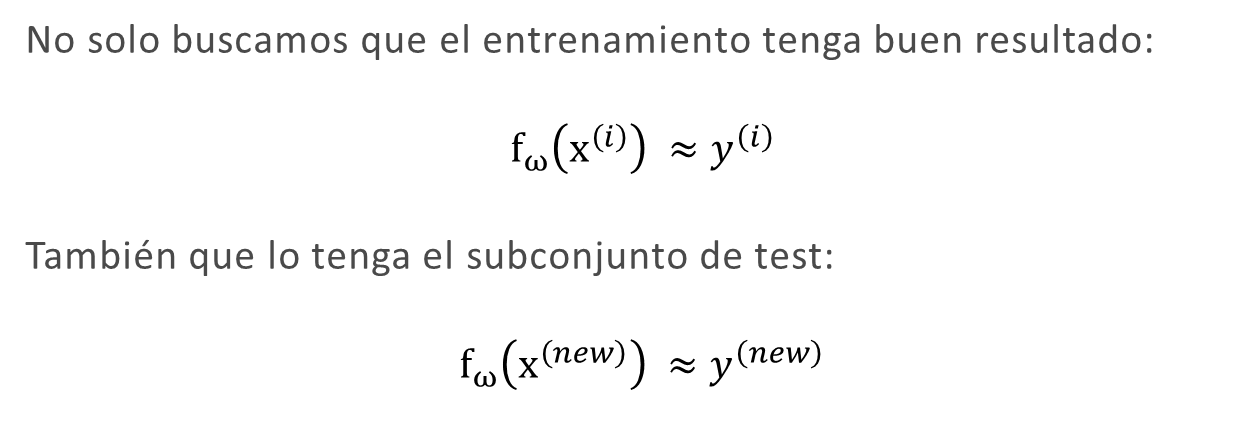 No solo buscamos que el entrenamiento tenga buen resultado:
f_ω(x^(i)) ≈ y^(i)
También que lo tenga el subconjunto de test:
f_ω(x^(new)) ≈ y^(new)